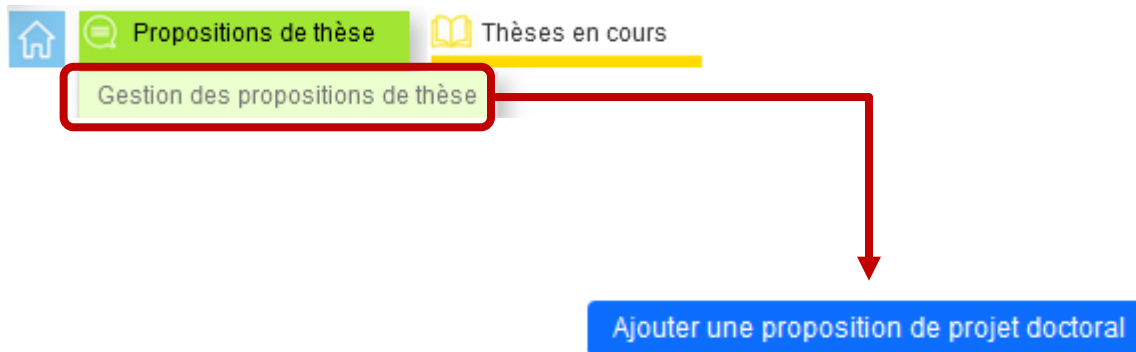 Propositions de thèse
Thèses en cours
Gestion des propositions de thèse
Ajouter une proposition de projet doctoral